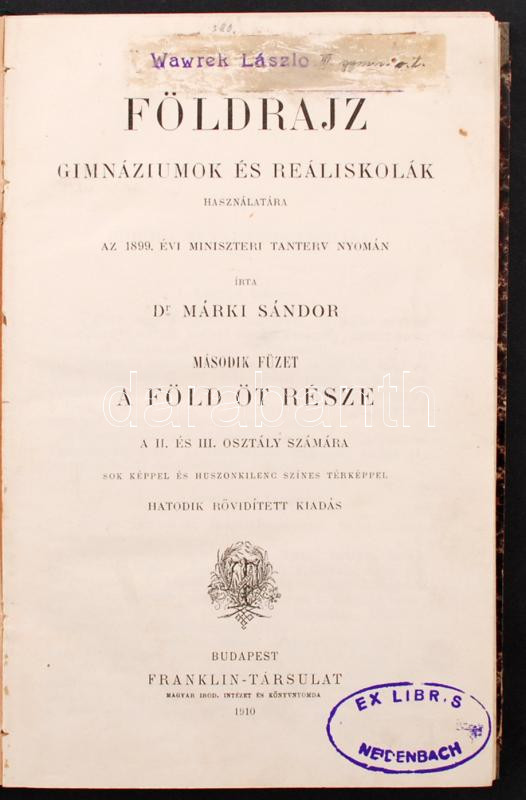 Wawrek László
FÖLDRAJZ
GIMNÁZIUMOK ÉS REÁLISKOLÁK
HASZNÁLATÁRA
AZ 1899. ÉVI MINISZTERI TANTERV NYOMÁN
ÍRTA
Dr MÁRKI SÁNDOR
MÁSODIK FÜZET
A FÖLD ÖT RÉSZE
darabanth
A II. ÉS III. OSZTÁLY SZÁMÁRA
SOK KÉPPEL ÉS HUSZONKILENC SZÍNES TÉRKÉPPEL
HATODIK RÖVIDÍTETT KIADÁS
BUDAPEST
FRANKLIN-TÁRSULAT
MAGYAR IROD. INTÉZET ÉS KÖNYVNYOMDA
1910
EX LIBR.S
NEIDENBACH